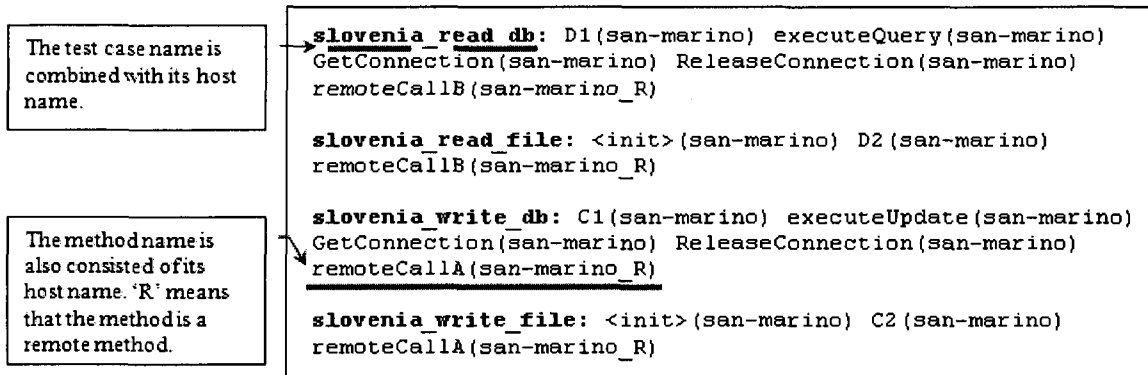 The test case name is
combined with its host
name.
The method name is
also consisted of its
host name. 'R' means
that the method is a
remote method.
slovenia_read_db: D1(san-marino) executeQuery(san-marino)
GetConnection(san-marino) ReleaseConnection(san-marino)
remoteCallB(san-marino_R)
slovenia_read_file: <init>(san-marino) D2(san-marino)
remoteCallB(san-marino_R)
slovenia_write_db: C1(san-marino) executeUpdate(san-marino)
GetConnection(san-marino) ReleaseConnection(san-marino)
remoteCallA(san-marino_R)
slovenia_write_file: <init>(san-marino) C2(san-marino)
remoteCallA(san-marino_R)